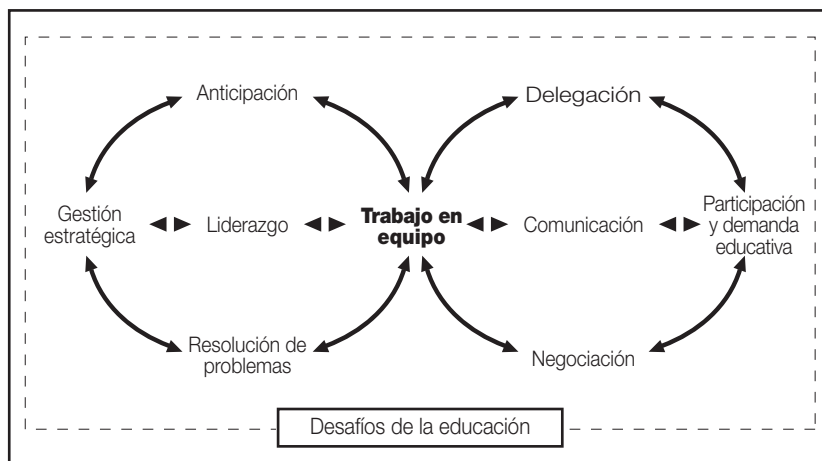 Anticipación
Delegación
Gestión
estratégica
Liderazgo
Trabajo en
equipo
Comunicación
Participación
y demanda
educativa
Resolución de
problemas
Negociación
Desafíos de la educación